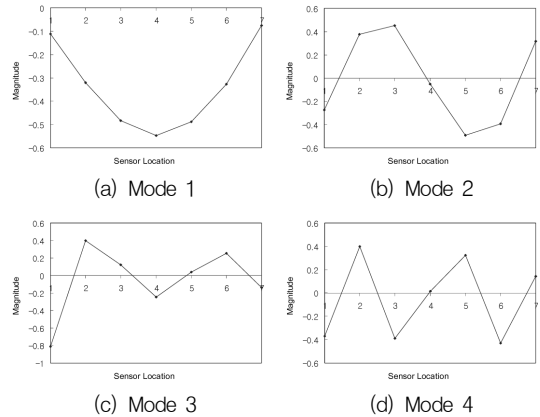 0
-0.1
-0.2
-0.3
-0.4
-0.5
-0.6
1 2 3 4 5 6 7
Magnitude
Sensor Location
(a) Mode 1
0.6
0.4
0.2
0
-0.2
-0.4
-0.6
1 2 3 4 5 6 7
Magnitude
Sensor Location
(b) Mode 2
0.6
0.4
0.2
0
-0.2
-0.4
-0.6
-0.8
-1
1 2 3 4 5 6 7
Magnitude
Sensor Location
(c) Mode 3
0.6
0.4
0.2
0
-0.2
-0.4
-0.6
1 2 3 4 5 6 7
Magnitude
Sensor Location
(d) Mode 4